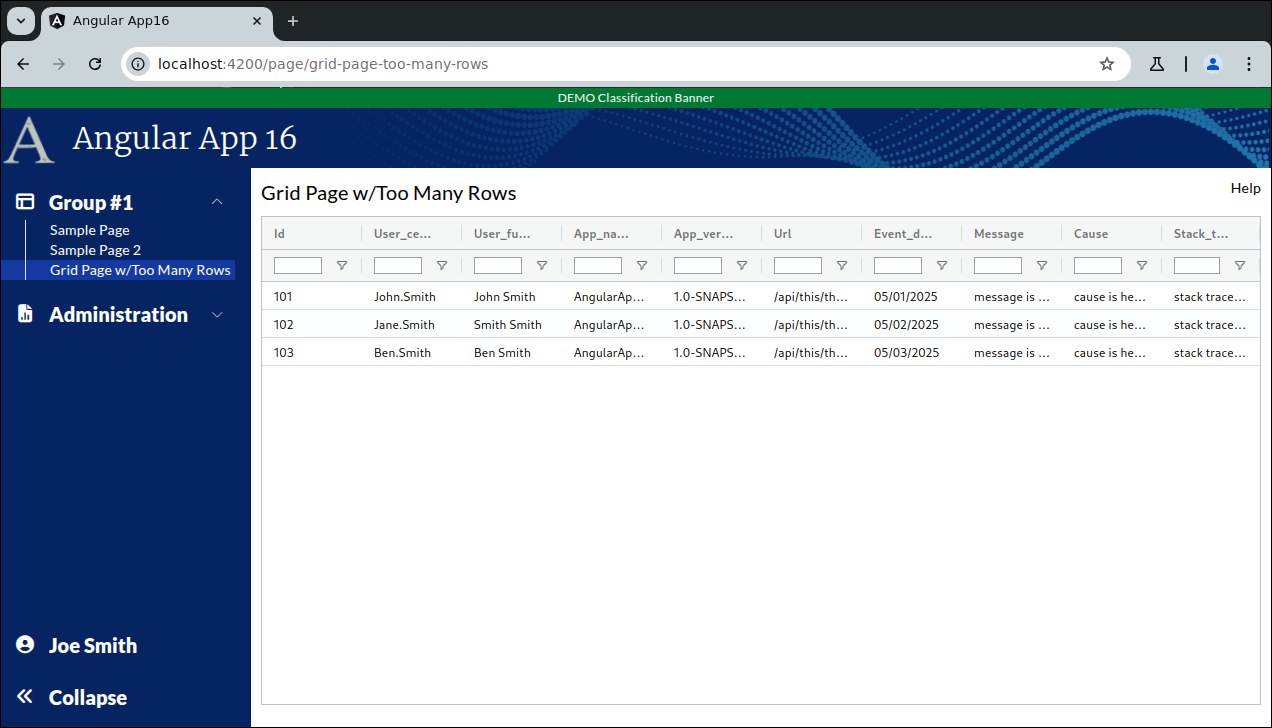 Angular App16
localhost:4200/page/grid-page-too-many-rows
DEMO Classification Banner
A Angular App 16
Group #1
Sample Page
Sample Page 2
Grid Page w/Too Many Rows
Administration
Joe Smith
Collapse
Grid Page w/Too Many Rows
Help
Id User_ce... User_fu... App_na... App_ver... Url Event_d... Message Cause Stack_t...
101 John.Smith John Smith AngularAp... 1.0-SNAPS... /api/this/th... 05/01/2025 message is ... cause is he... stack trace...
102 Jane.Smith Smith Smith AngularAp... 1.0-SNAPS... /api/this/th... 05/02/2025 message is ... cause is he... stack trace...
103 Ben.Smith Ben Smith AngularAp... 1.0-SNAPS... /api/this/th... 05/03/2025 message is ... cause is he... stack trace...